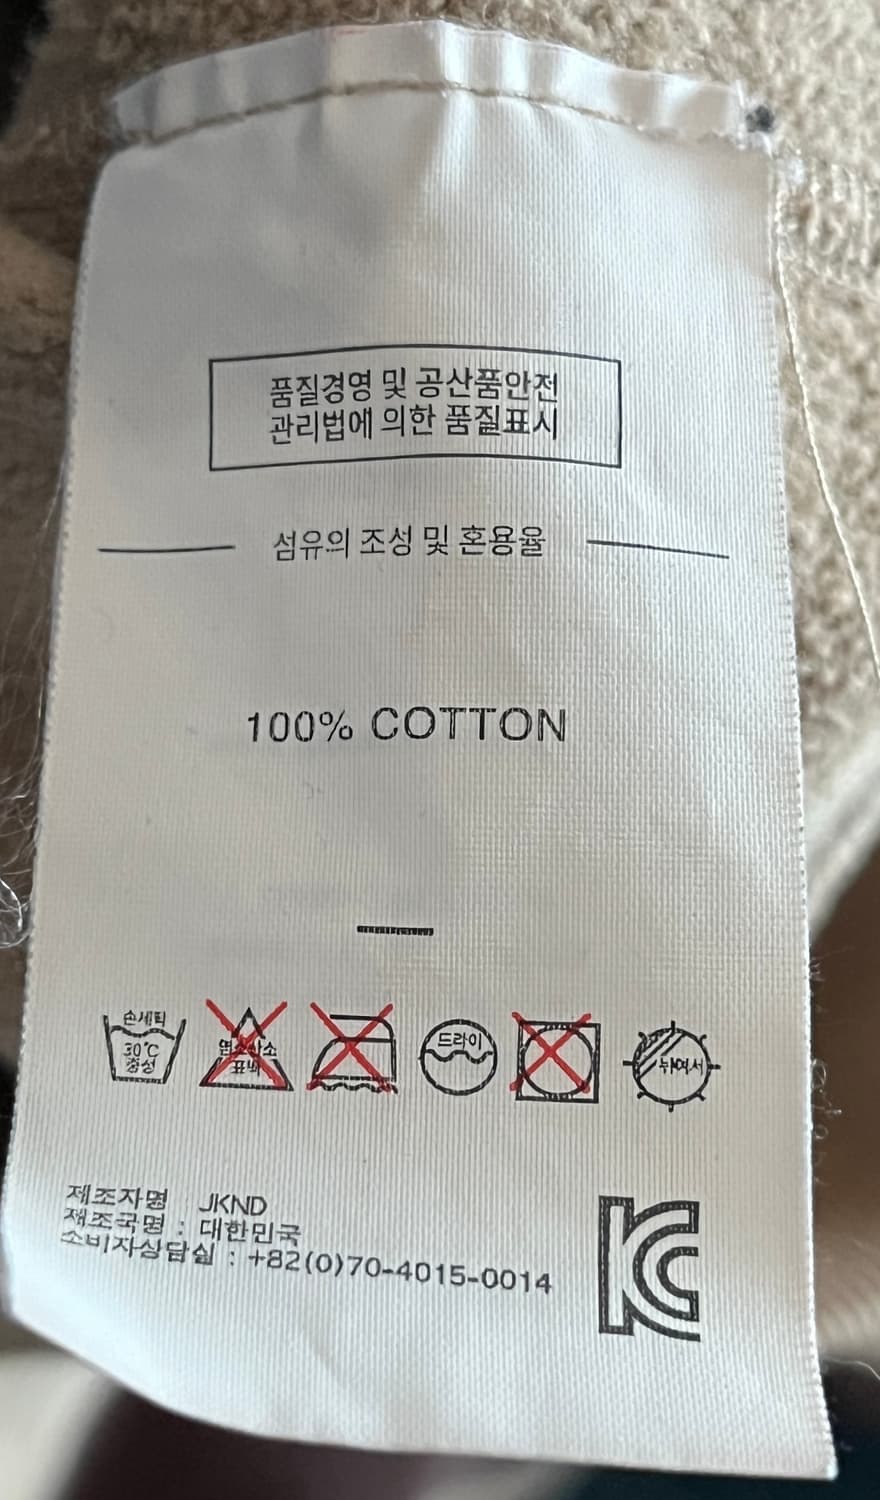 품질경영 및 공산품안전
관리법에 의한 품질표시
섬유의 조성 및 혼용율
100% COTTON
손세탁
30℃
중성
염소산소
표백
드라이
뉘어서
제조자명 : JKND
제조국명 : 대한민국
소비자상담실 : +82(0)70-4015-0014
KC